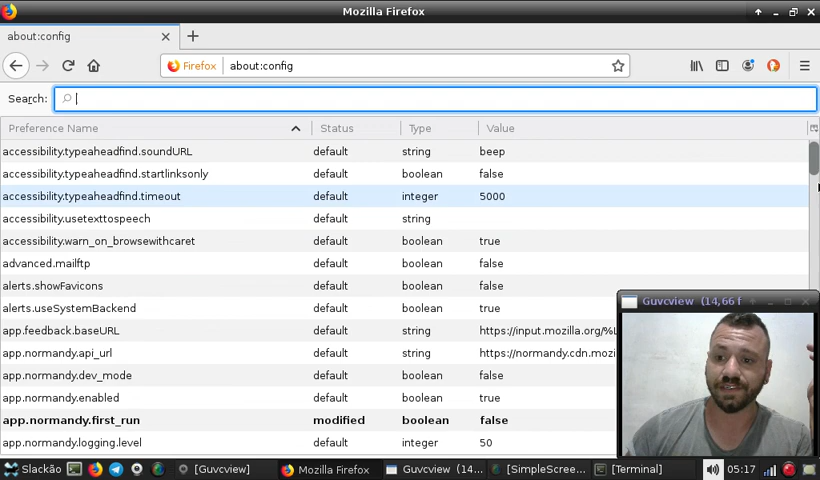 Mozilla Firefox
about:config
Firefox about:config
Search:
Preference Name Status Type Value
accessibility.typeaheadfind.soundURL default string beep
accessibility.typeaheadfind.startlinksonly default boolean false
accessibility.typeaheadfind.timeout default integer 5000
accessibility.usetexttospeech default string
accessibility.warn_on_browsewithcaret default boolean true
advanced.mailftp default boolean false
alerts.showFavicons default boolean false
alerts.useSystemBackend default boolean true
Guvcview (14,66 f
app.feedback.baseURL default string https://input.mozilla.org/%L
app.normandy.api_url default string https://normandy.cdn.mozi
app.normandy.dev_mode default boolean false
app.normandy.enabled default boolean true
app.normandy.first_run modified boolean false
app.normandy.logging.level default integer 50
Slackão [Guvcview] Mozilla Firefox Guvcview (14... [SimpleScree... [Terminal] 05:17